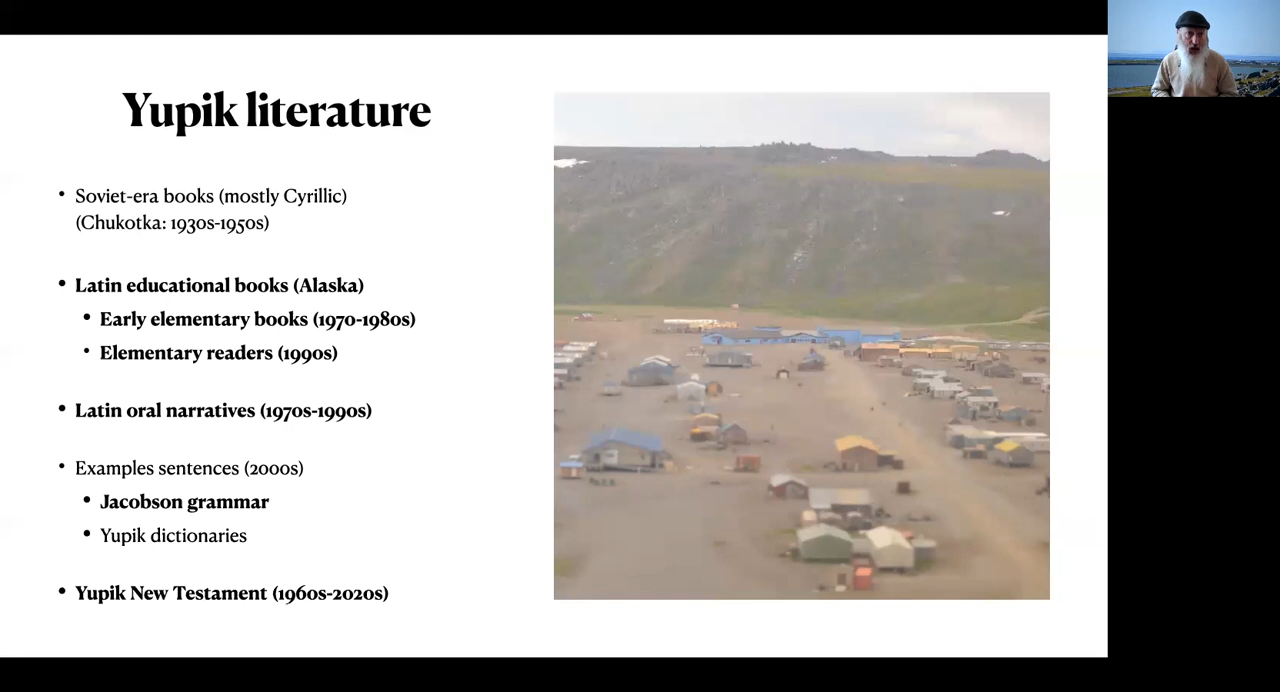 Yupik literature
• Soviet-era books (mostly Cyrillic)
(Chukotka: 1930s-1950s)
• Latin educational books (Alaska)
• Early elementary books (1970-1980s)
• Elementary readers (1990s)
• Latin oral narratives (1970s-1990s)
• Examples sentences (2000s)
• Jacobson grammar
• Yupik dictionaries
• Yupik New Testament (1960s-2020s)